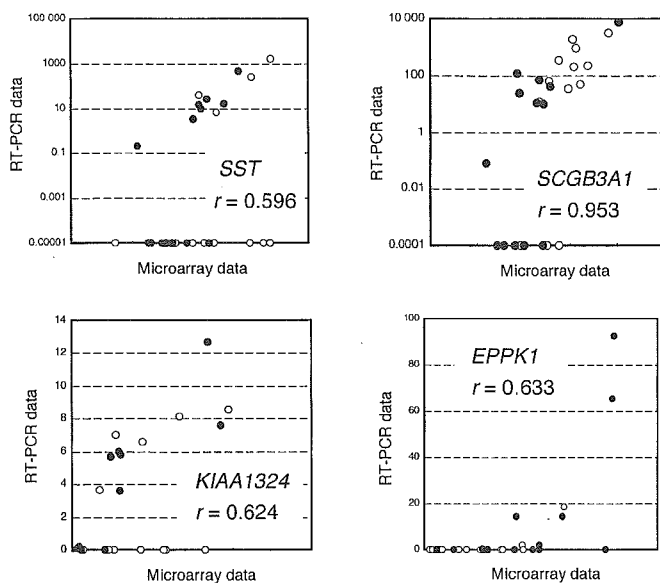 100 000
1000
10
0.1
0.001
0.00001
RT-PCR data
SST
r = 0.596
Microarray data
10 000
100
1
0.01
0.0001
RT-PCR data
SCGB3A1
r = 0.953
Microarray data
14
12
10
8
6
4
2
0
RT-PCR data
KIAA1324
r = 0.624
Microarray data
100
80
60
40
20
0
RT-PCR data
EPPK1
r = 0.633
Microarray data